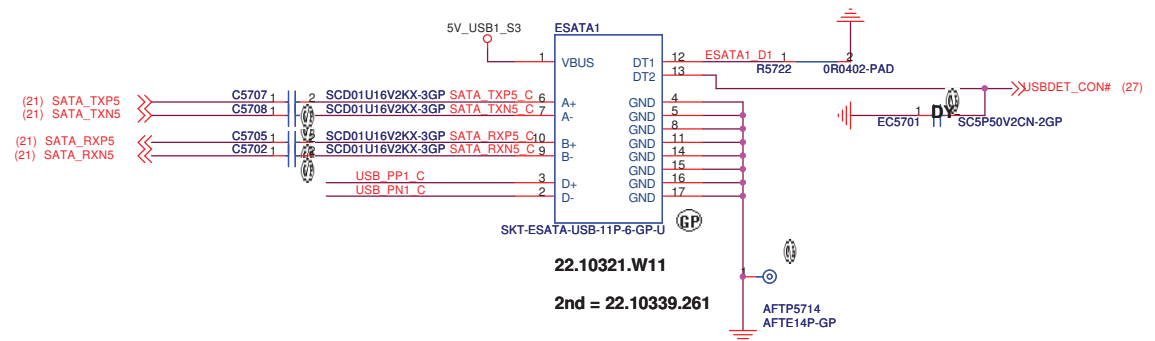 5V_USB1_S3
ESATA1
1 VBUS DT1 12 ESATA1_D1 1 2
R5722 0R0402-PAD
DT2 13
USBDET_CON# (27)
(21) SATA_TXP5 C5707 1 2 SCD01U16V2KX-3GP SATA_TXP5_C 6 A+ GND 4
(21) SATA_TXN5 C5708 1 SCD01U16V2KX-3GP SATA_TXN5_C 7 A- GND 5
EC5701 1 DY SC5P50V2CN-2GP
GND 8
(21) SATA_RXP5 C5705 1 2 SCD01U16V2KX-3GP SATA_RXP5_C 10 B+ GND 11
(21) SATA_RXN5 C5702 1 2 SCD01U16V2KX-3GP SATA_RXN5_C 9 B- GND 14
GND 15
USB_PP1_C 3 D+ GND 16
USB_PN1_C 2 D- GND 17
GP
SKT-ESATA-USB-11P-6-GP-U
22.10321.W11
1
2nd = 22.10339.261
AFTP5714
AFTE14P-GP